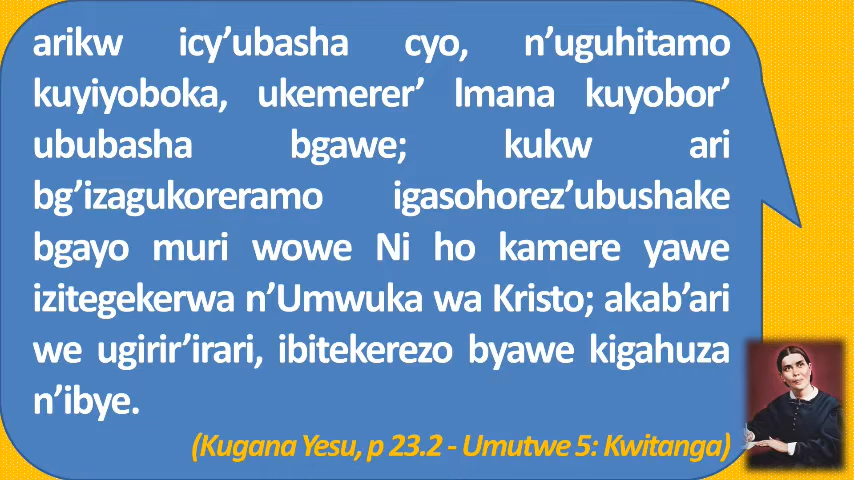 arikw icy’ubasha cyo, n’uguhitamo
kuyiyoboka, ukemerer’ Imana kuyobor’
ububasha bgawe; kukw ari
bg’izagukoreramo igasohorez’ubushake
bgayo muri wowe Ni ho kamere yawe
izitegekerwa n’Umwuka wa Kristo; akab’ari
we ugirir’irari, ibitekerezo byawe kigahuza
n’ibye.
(Kugana Yesu, p 23.2 - Umutwe 5: Kwitanga)